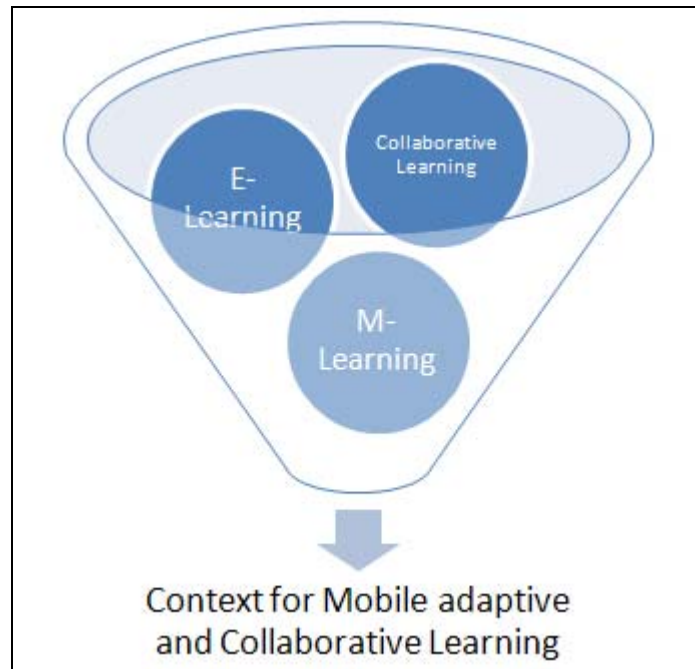 E-
Learning
Collaborative
Learning
M-
Learning
Context for Mobile adaptive
and Collaborative Learning